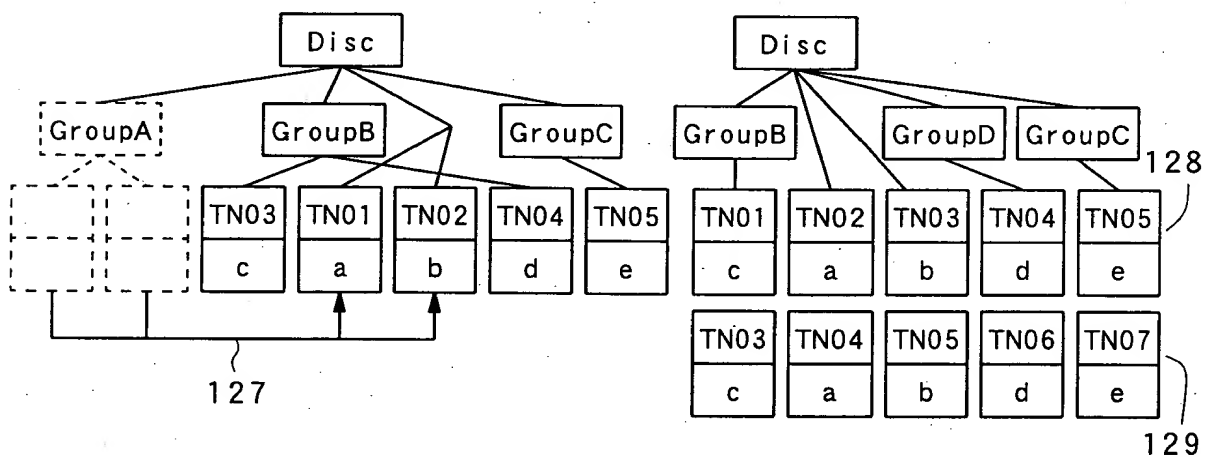 Disc Disc
GroupA GroupB GroupC GroupB GroupD GroupC
128
TN03 TN01 TN02 TN04 TN05 TN01 TN02 TN03 TN04 TN05
c a b d e c a b d e
TN03 TN04 TN05 TN06 TN07
127
c a b d e
129